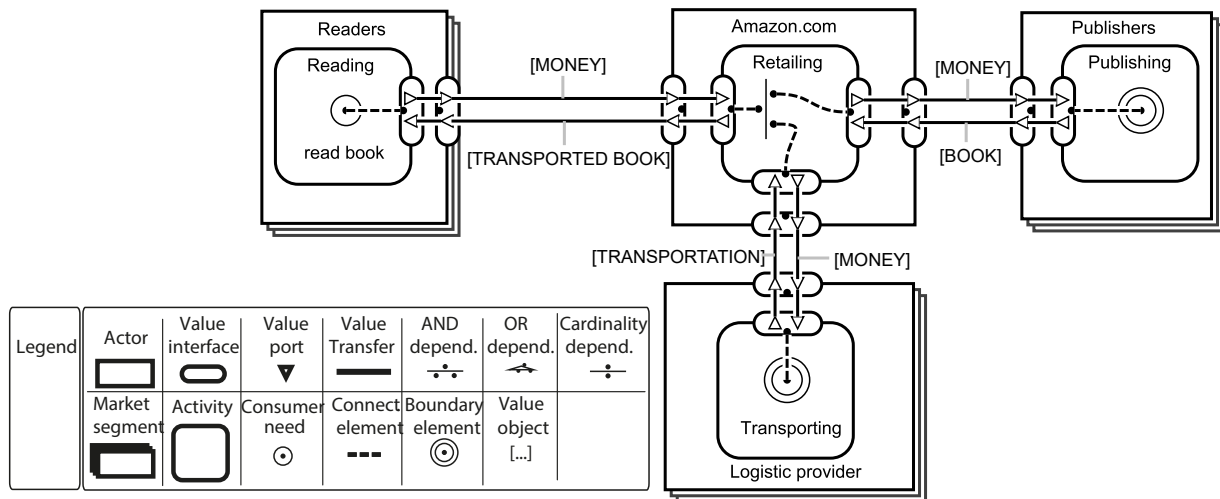 Readers
Amazon.com
Publishers
Reading
Retailing
Publishing
[MONEY]
[MONEY]
read book
[TRANSPORTED BOOK]
[BOOK]
[TRANSPORTATION]
[MONEY]
Transporting
Logistic provider
Legend
Actor
Value
interface
Value
port
Value
Transfer
AND
depend.
OR
depend.
Cardinality
depend.
Market
segment
Activity
Consumer
need
Connect
element
Boundary
element
Value
object
[...]